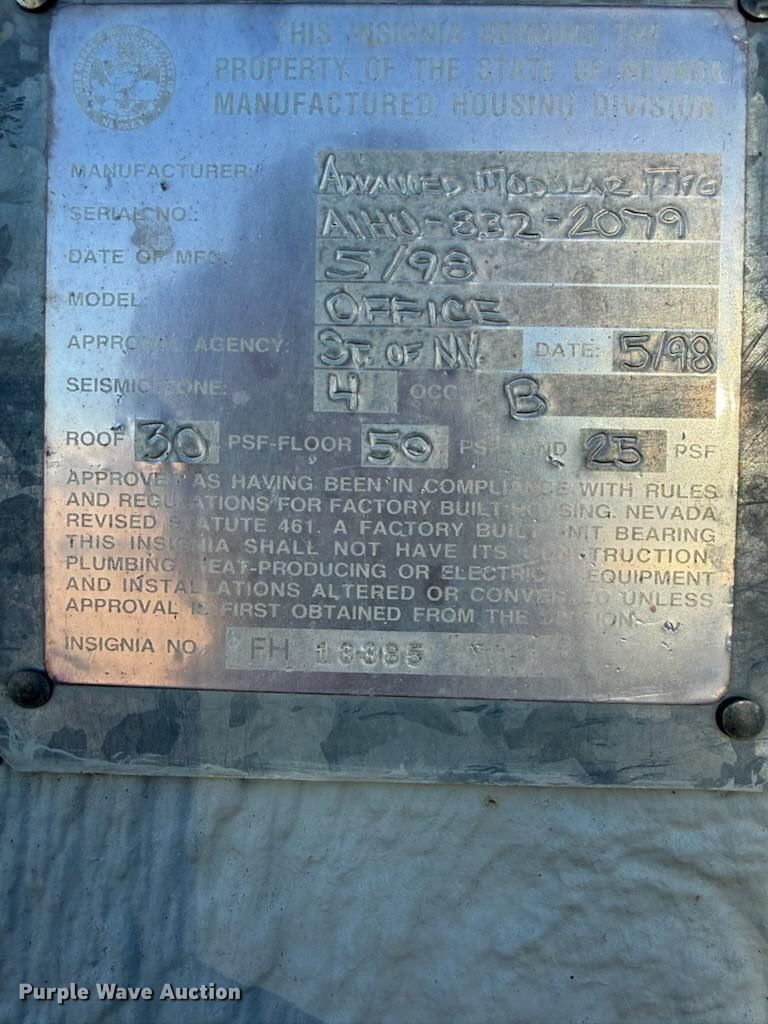 THIS INSIGNIA REMAINS THE
PROPERTY OF THE STATE OF NEVADA
MANUFACTURED HOUSING DIVISION
MANUFACTURER: ADVANCED MODULAR MFG
SERIAL NO.: AIHU-832-2079
DATE OF MFG. 5/98
MODEL: OFFICE
APPROVAL AGENCY: ST. OF NV. DATE: 5/98
SEISMIC ZONE: 4 OCC B
ROOF 30 PSF-FLOOR 50 PSF-WIND 25 PSF
APPROVED AS HAVING BEEN IN COMPLIANCE WITH RULES
AND REGULATIONS FOR FACTORY BUILT HOUSING. NEVADA
REVISED STATUTE 461. A FACTORY BUILT UNIT BEARING
THIS INSIGNIA SHALL NOT HAVE ITS CONSTRUCTION,
PLUMBING, HEAT-PRODUCING OR ELECTRICAL EQUIPMENT
AND INSTALLATIONS ALTERED OR CONVERTED UNLESS
APPROVAL IS FIRST OBTAINED FROM THE DIVISION.
INSIGNIA NO. FH 13385
Purple Wave Auction